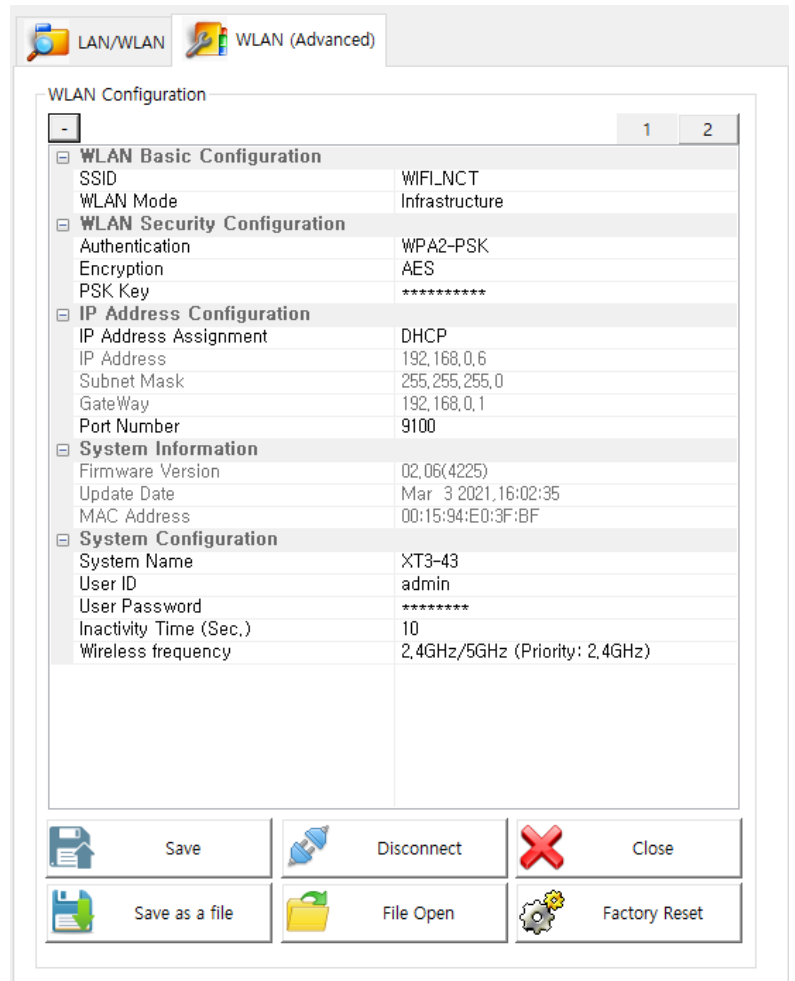 LAN/WLAN WLAN (Advanced)
WLAN Configuration
- 1 2
WLAN Basic Configuration
SSID WIFI_NCT
WLAN Mode Infrastructure
WLAN Security Configuration
Authentication WPA2-PSK
Encryption AES
PSK Key **********
IP Address Configuration
IP Address Assignment DHCP
IP Address 192.168.0.6
Subnet Mask 255.255.255.0
GateWay 192.168.0.1
Port Number 9100
System Information
Firmware Version 02.06(4225)
Update Date Mar 3 2021,16:02:35
MAC Address 00:15:94:E0:3F:BF
System Configuration
System Name XT3-43
User ID admin
User Password ********
Inactivity Time (Sec.) 10
Wireless frequency 2.4GHz/5GHz (Priority: 2.4GHz)
Save Disconnect Close
Save as a file File Open Factory Reset